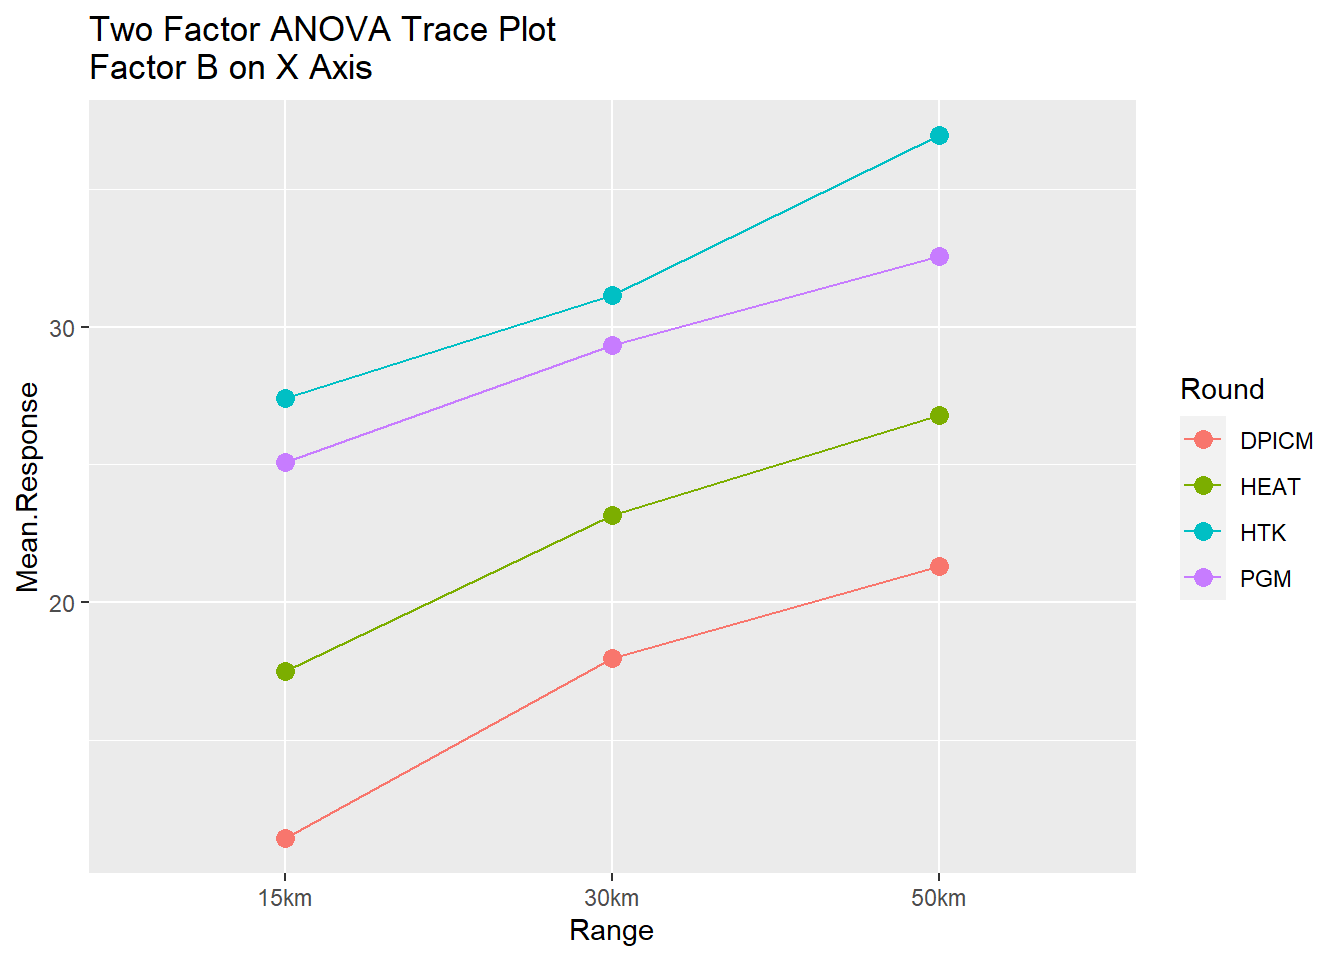 Two Factor ANOVA Trace Plot
Factor B on X Axis
Mean.Response
30
20
15km
30km
50km
Range
Round
DPICM
HEAT
HTK
PGM